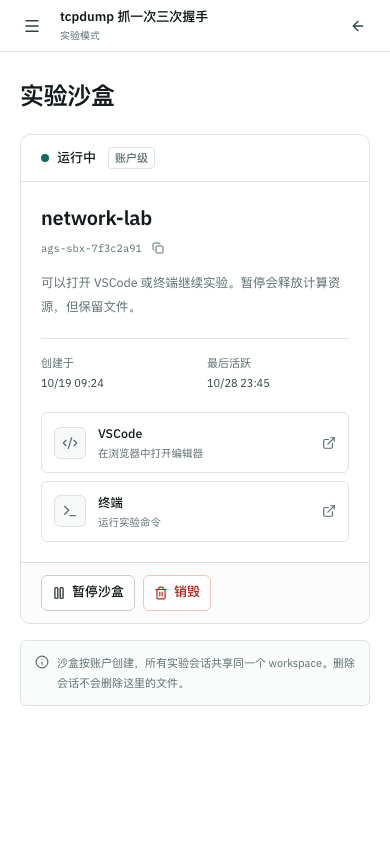 tcpdump 抓一次三次握手
实验模式
实验沙盒
运行中
账户级
network-lab
ags-sbx-7f3c2a91
可以打开 VSCode 或终端继续实验。暂停会释放计算资
源，但保留文件。
创建于
最后活跃
10/19 09:24
10/28 23:45
VSCode
在浏览器中打开编辑器
终端
运行实验命令
暂停沙盒
销毁
沙盒按账户创建，所有实验会话共享同一个 workspace。删除
会话不会删除这里的文件。